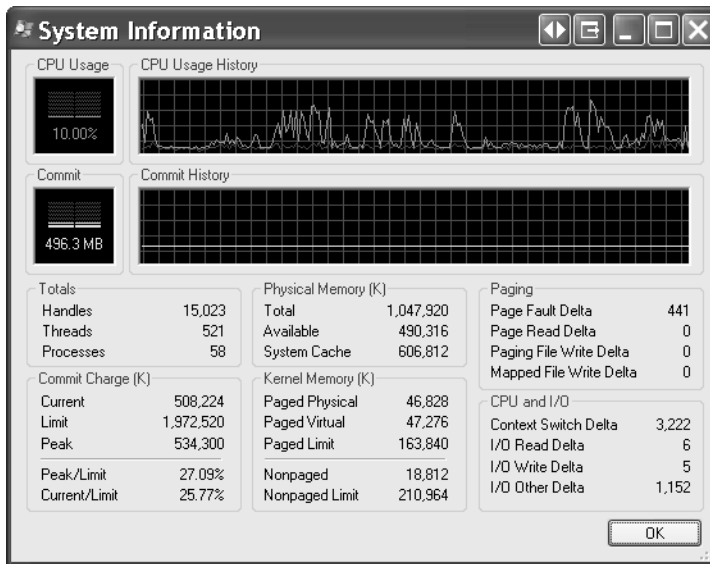 System Information
CPU Usage
CPU Usage History
10.00%
Commit
Commit History
496.3 MB
Totals
Handles 15,023
Threads 521
Processes 58
Physical Memory (K)
Total 1,047,920
Available 490,316
System Cache 606,812
Paging
Page Fault Delta 441
Page Read Delta 0
Paging File Write Delta 0
Mapped File Write Delta 0
Commit Charge (K)
Current 508,224
Limit 1,972,520
Peak 534,300
Peak/Limit 27.09%
Current/Limit 25.77%
Kernel Memory (K)
Paged Physical 46,828
Paged Virtual 47,276
Paged Limit 163,840
Nonpaged 18,812
Nonpaged Limit 210,964
CPU and I/O
Context Switch Delta 3,222
I/O Read Delta 6
I/O Write Delta 5
I/O Other Delta 1,152
OK